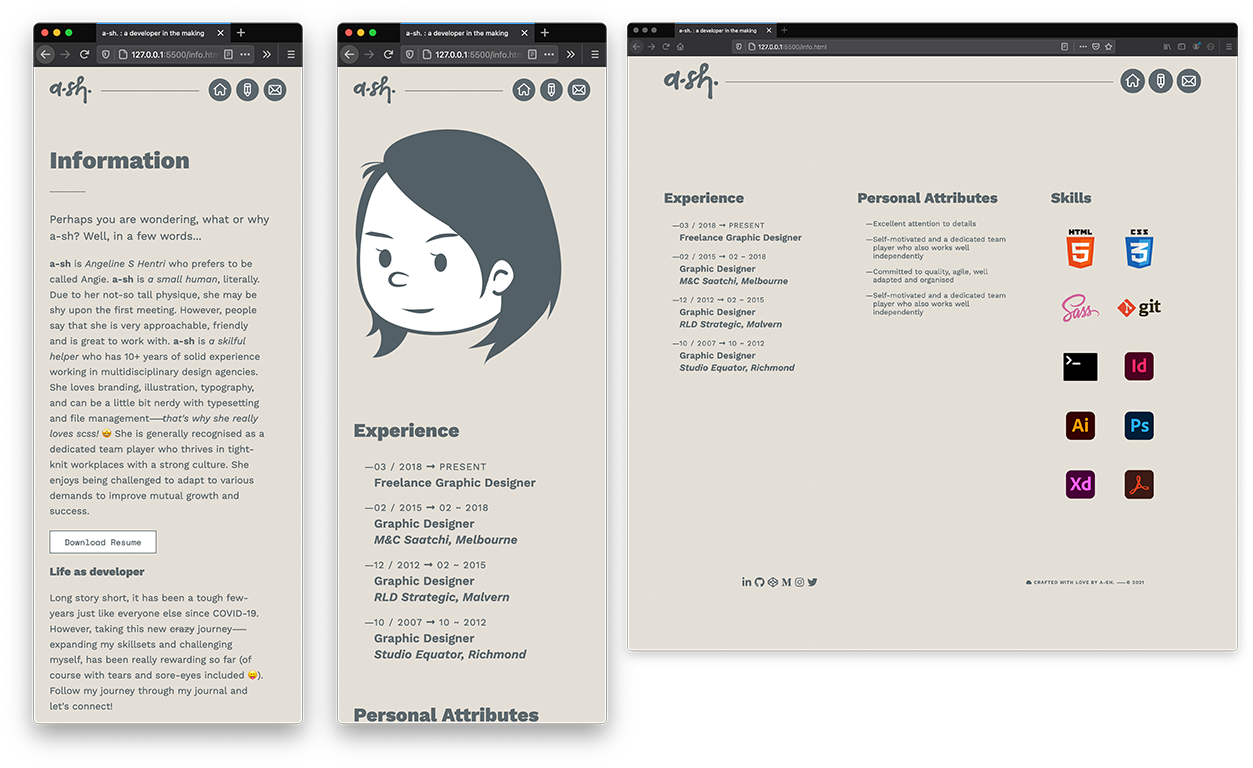 a-sh. : a developer in the making
127.0.0.1:5500/info.htm
a-sh.
Information
Perhaps you are wondering, what or why
a-sh? Well, in a few words...
a-sh is Angeline S Hentri who prefers to be
called Angie. a-sh is a small human, literally.
Due to her not-so tall physique, she may be
shy upon the first meeting. However, people
say that she is very approachable, friendly
and is great to work with. a-sh is a skilful
helper who has 10+ years of solid experience
working in multidisciplinary design agencies.
She loves branding, illustration, typography,
and can be a little bit nerdy with typesetting
and file management——that's why she really
loves scss! 🤩 She is generally recognised as a
dedicated team player who thrives in tight-
knit workplaces with a strong culture. She
enjoys being challenged to adapt to various
demands to improve mutual growth and
success.
Download Resume
Life as developer
Long story short, it has been a tough few-
years just like everyone else since COVID-19.
However, taking this new crazy journey——
expanding my skillsets and challenging
myself, has been really rewarding so far (of
course with tears and sore-eyes included 😛).
Follow my journey through my journal and
let's connect!
a-sh. : a developer in the making
127.0.0.1:5500/info.htm
a-sh.
Experience
—03 / 2018 → PRESENT
Freelance Graphic Designer
—02 / 2015 → 02 ~ 2018
Graphic Designer
M&C Saatchi, Melbourne
—12 / 2012 → 02 ~ 2015
Graphic Designer
RLD Strategic, Malvern
—10 / 2007 → 10 ~ 2012
Graphic Designer
Studio Equator, Richmond
Personal Attributes
a-sh. : a developer in the making
127.0.0.1:5500/info.html
a-sh.
Experience
—03 / 2018 → PRESENT
Freelance Graphic Designer
—02 / 2015 → 02 ~ 2018
Graphic Designer
M&C Saatchi, Melbourne
—12 / 2012 → 02 ~ 2015
Graphic Designer
RLD Strategic, Malvern
—10 / 2007 → 10 ~ 2012
Graphic Designer
Studio Equator, Richmond
Personal Attributes
—Excellent attention to details
—Self-motivated and a dedicated team
player who also works well
independently
—Committed to quality, agile, well
adapted and organised
—Self-motivated and a dedicated team
player who also works well
independently
Skills
HTML 5
CSS 3
Sass
git
>_
Id
Ai
Ps
Xd
in
M
CRAFTED WITH LOVE BY A-SH. ——© 2021